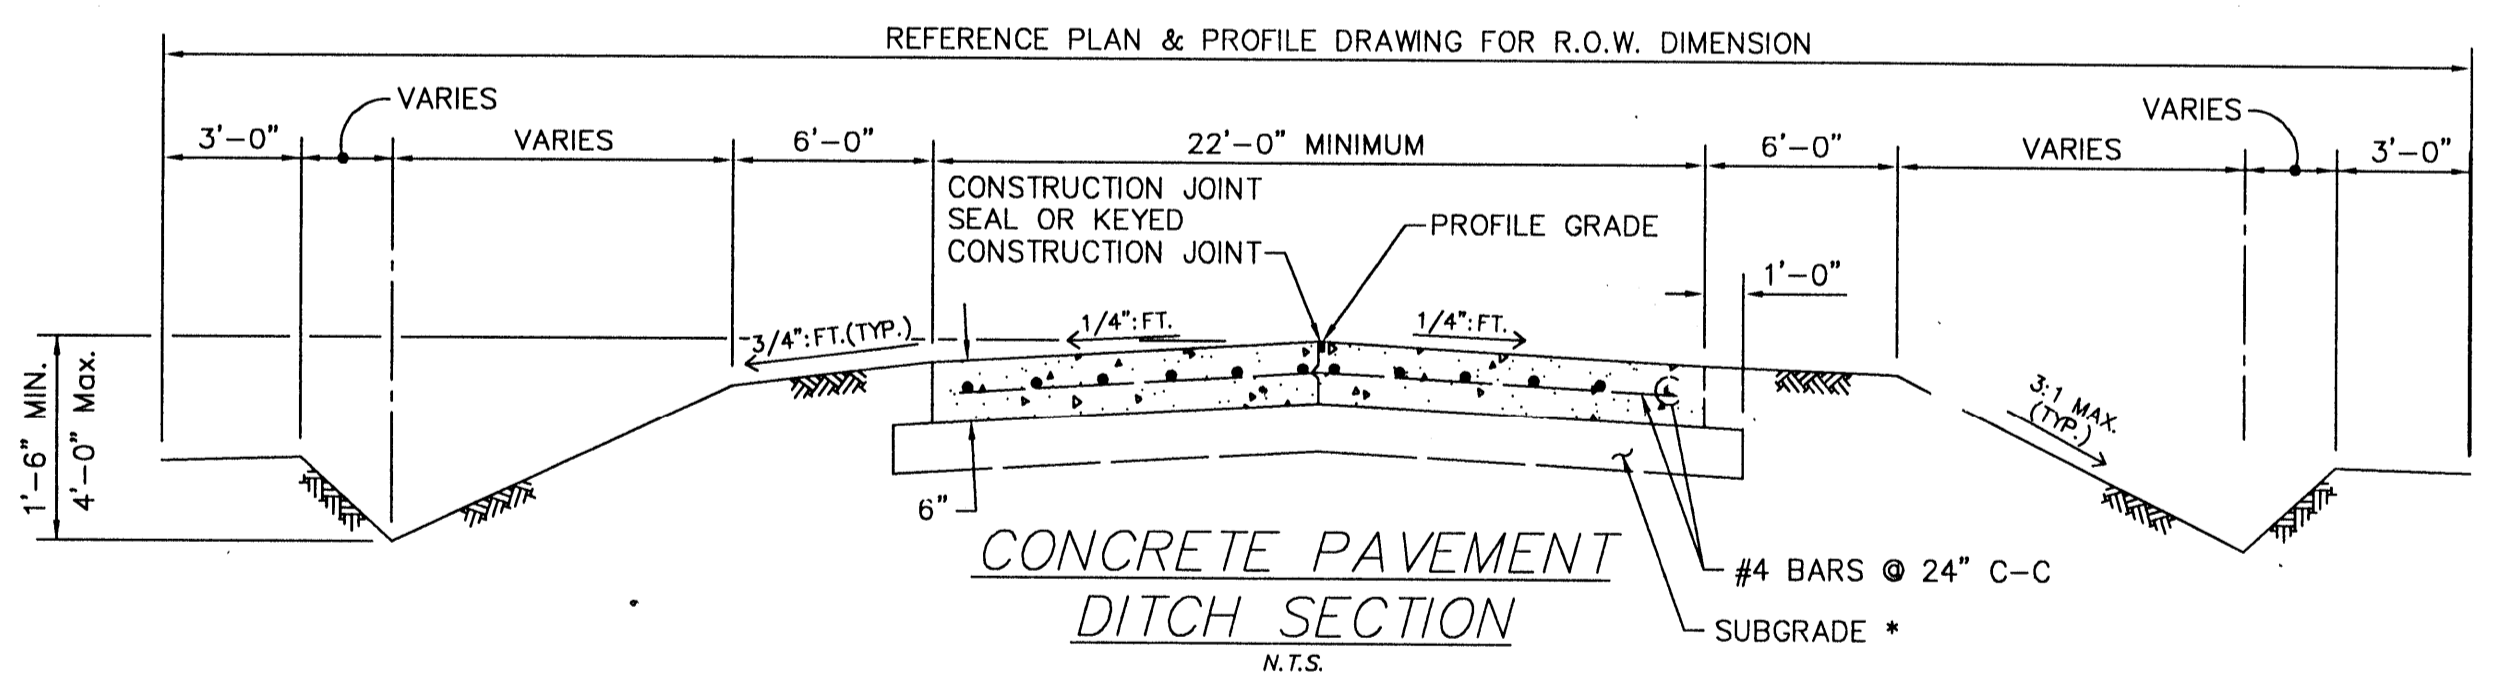 REFERENCE PLAN & PROFILE DRAWING FOR R.O.W. DIMENSION
VARIES
VARIES
3'-0"
VARIES
6'-0"
22'-0" MINIMUM
6'-0"
VARIES
3'-0"
CONSTRUCTION JOINT
SEAL OR KEYED
CONSTRUCTION JOINT
PROFILE GRADE
1'-0"
3/4":FT.(TYP.)
1/4":FT.
1/4":FT.
1'-6" MIN.
4'-0" Max.
3:1 MAX.
(TYP.)
6"
CONCRETE PAVEMENT
DITCH SECTION
N.T.S.
#4 BARS @ 24" C-C
SUBGRADE *